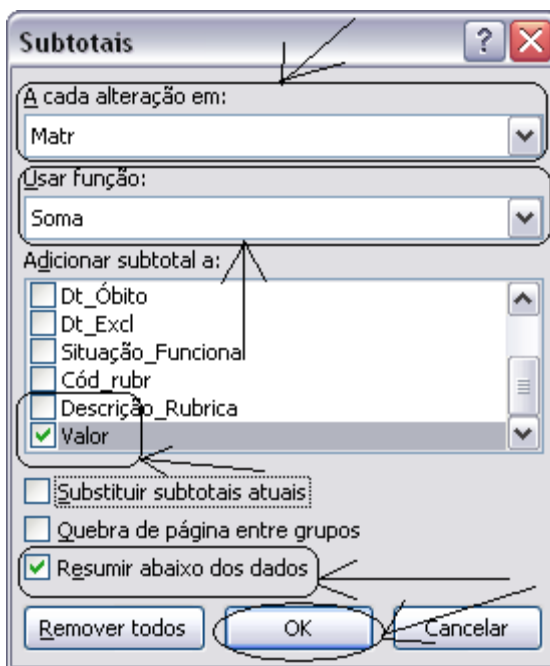 Subtotais
A cada alteração em:
Matr
Usar função:
Soma
Adicionar subtotal a:
Dt_Óbito
Dt_Excl
Situação_Funcional
Cód_rubr
Descrição_Rubrica
Valor
Substituir subtotais atuais
Quebra de página entre grupos
Resumir abaixo dos dados
Remover todos OK Cancelar